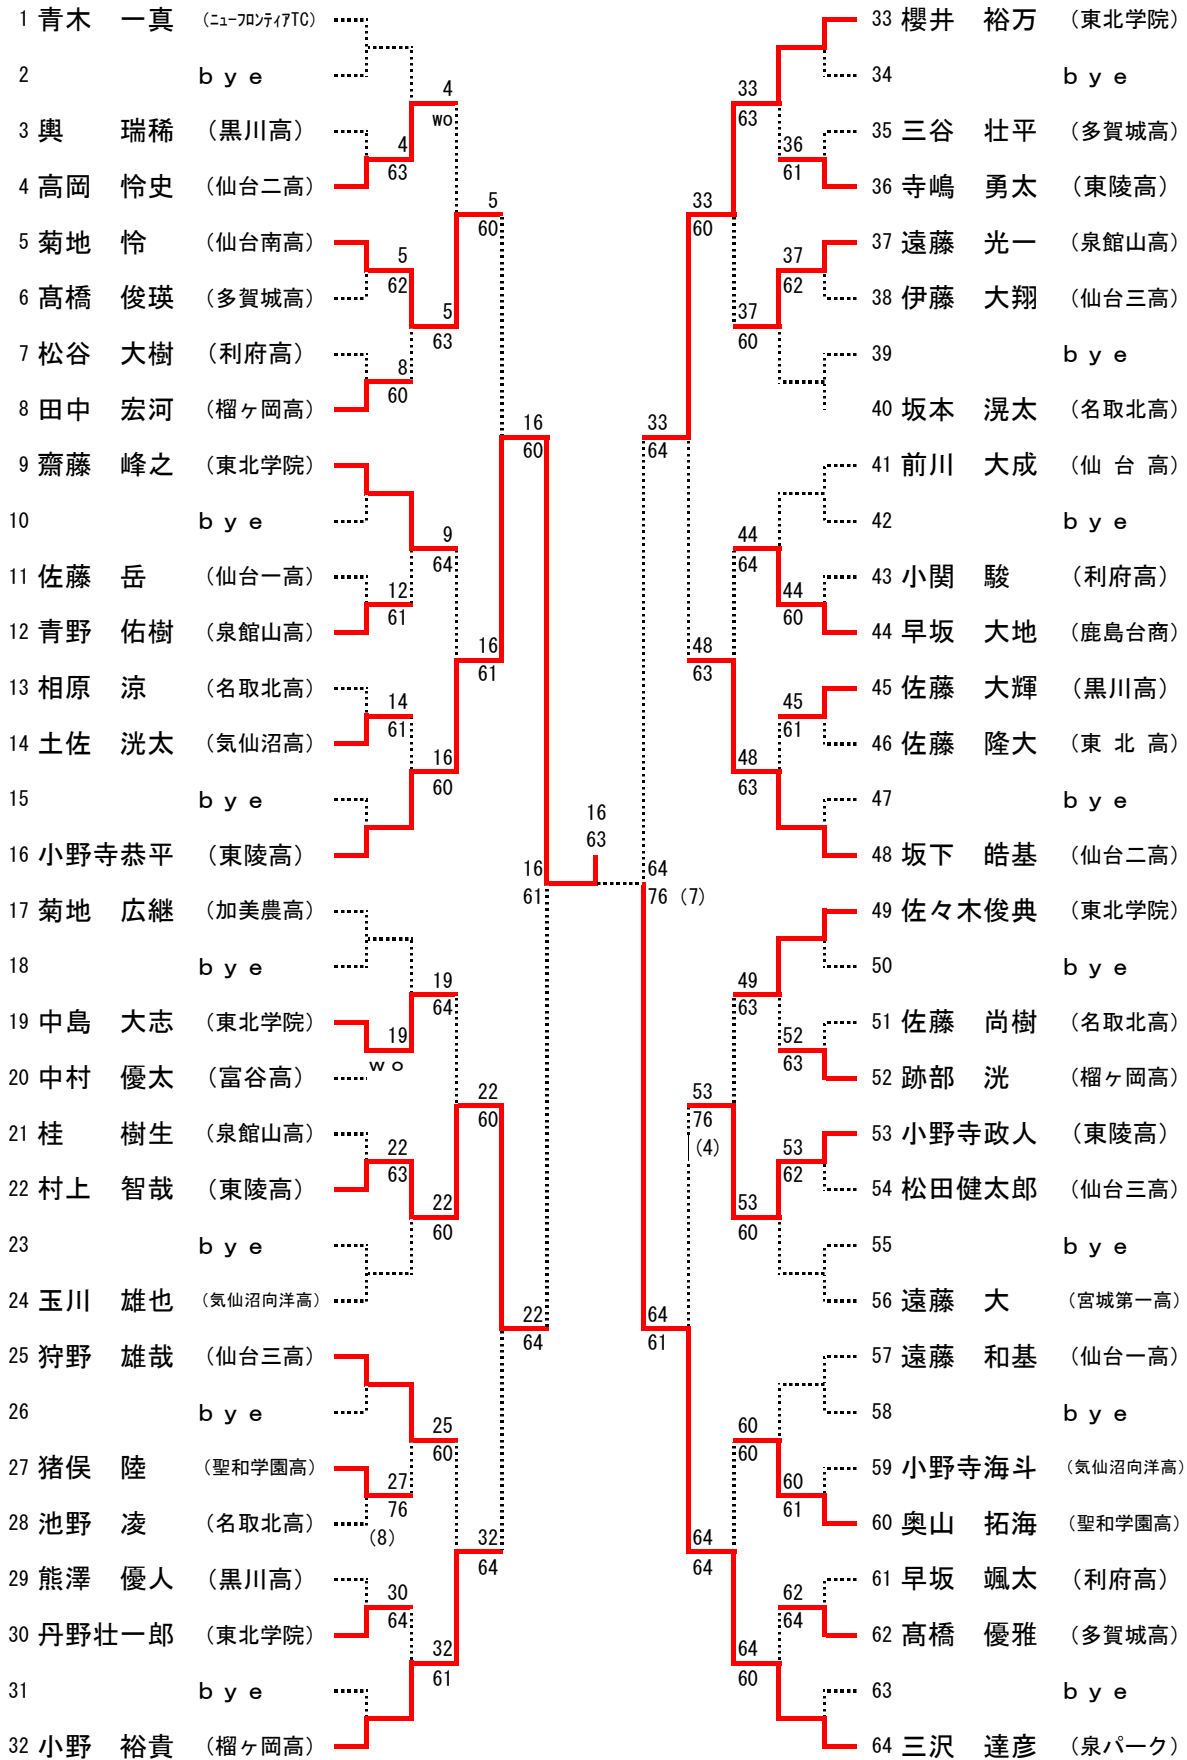 1 青木　一真 (ニューフロンティアTC)
2 ｂｙｅ
3 輿　瑞稀 (黒川高)
4 高岡　怜史 (仙台二高)
5 菊地　怜 (仙台南高)
6 髙橋　俊瑛 (多賀城高)
7 松谷　大樹 (利府高)
8 田中　宏河 (榴ヶ岡高)
9 齋藤　峰之 (東北学院)
10 ｂｙｅ
11 佐藤　岳 (仙台一高)
12 青野　佑樹 (泉館山高)
13 相原　涼 (名取北高)
14 土佐　洸太 (気仙沼高)
15 ｂｙｅ
16 小野寺恭平 (東陵高)
17 菊地　広継 (加美農高)
18 ｂｙｅ
19 中島　大志 (東北学院)
20 中村　優太 (富谷高)
21 桂　樹生 (泉館山高)
22 村上　智哉 (東陵高)
23 ｂｙｅ
24 玉川　雄也 (気仙沼向洋高)
25 狩野　雄哉 (仙台三高)
26 ｂｙｅ
27 猪俣　陸 (聖和学園高)
28 池野　凌 (名取北高)
29 熊澤　優人 (黒川高)
30 丹野壮一郎 (東北学院)
31 ｂｙｅ
32 小野　裕貴 (榴ヶ岡高)
4
63
5
62
8
60
12
61
14
61
19
ｗｏ
22
63
27
76
(8)
30
64
4
wo
5
63
9
64
16
60
19
64
22
60
25
60
32
61
5
60
16
61
22
60
32
64
16
60
22
64
16
61
16
63
64
76 (7)
33
64
64
61
33
60
48
63
53
76
(4)
64
64
33
63
37
60
44
64
48
63
49
63
53
60
60
60
64
60
36
61
37
62
44
60
45
61
52
63
53
62
60
61
62
64
33 櫻井　裕万 (東北学院)
34 ｂｙｅ
35 三谷　壮平 (多賀城高)
36 寺嶋　勇太 (東陵高)
37 遠藤　光一 (泉館山高)
38 伊藤　大翔 (仙台三高)
39 ｂｙｅ
40 坂本　滉太 (名取北高)
41 前川　大成 (仙 台 高)
42 ｂｙｅ
43 小関　駿 (利府高)
44 早坂　大地 (鹿島台商)
45 佐藤　大輝 (黒川高)
46 佐藤　隆大 (東 北 高)
47 ｂｙｅ
48 坂下　皓基 (仙台二高)
49 佐々木俊典 (東北学院)
50 ｂｙｅ
51 佐藤　尚樹 (名取北高)
52 跡部　洸 (榴ヶ岡高)
53 小野寺政人 (東陵高)
54 松田健太郎 (仙台三高)
55 ｂｙｅ
56 遠藤　大 (宮城第一高)
57 遠藤　和基 (仙台一高)
58 ｂｙｅ
59 小野寺海斗 (気仙沼向洋高)
60 奥山　拓海 (聖和学園高)
61 早坂　颯太 (利府高)
62 髙橋　優雅 (多賀城高)
63 ｂｙｅ
64 三沢　達彦 (泉パーク)